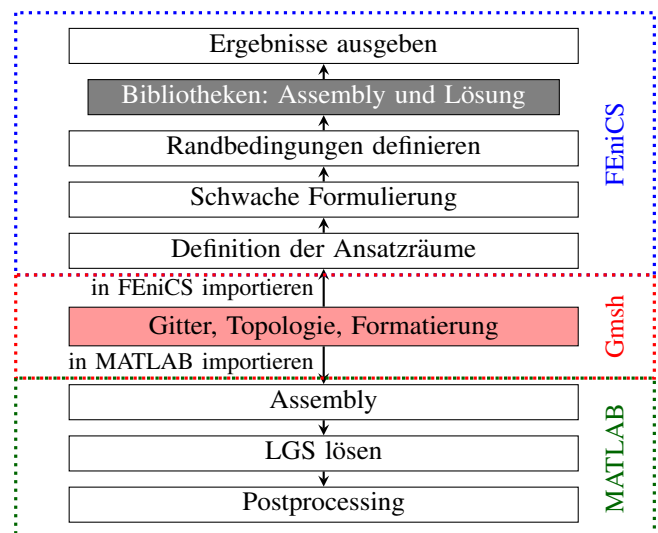 Ergebnisse ausgeben
Bibliotheken: Assembly und Lösung
Randbedingungen definieren
Schwache Formulierung
Definition der Ansatzräume
FEniCS
in FEniCS importieren
Gitter, Topologie, Formatierung
in MATLAB importieren
Gmsh
Assembly
LGS lösen
Postprocessing
MATLAB